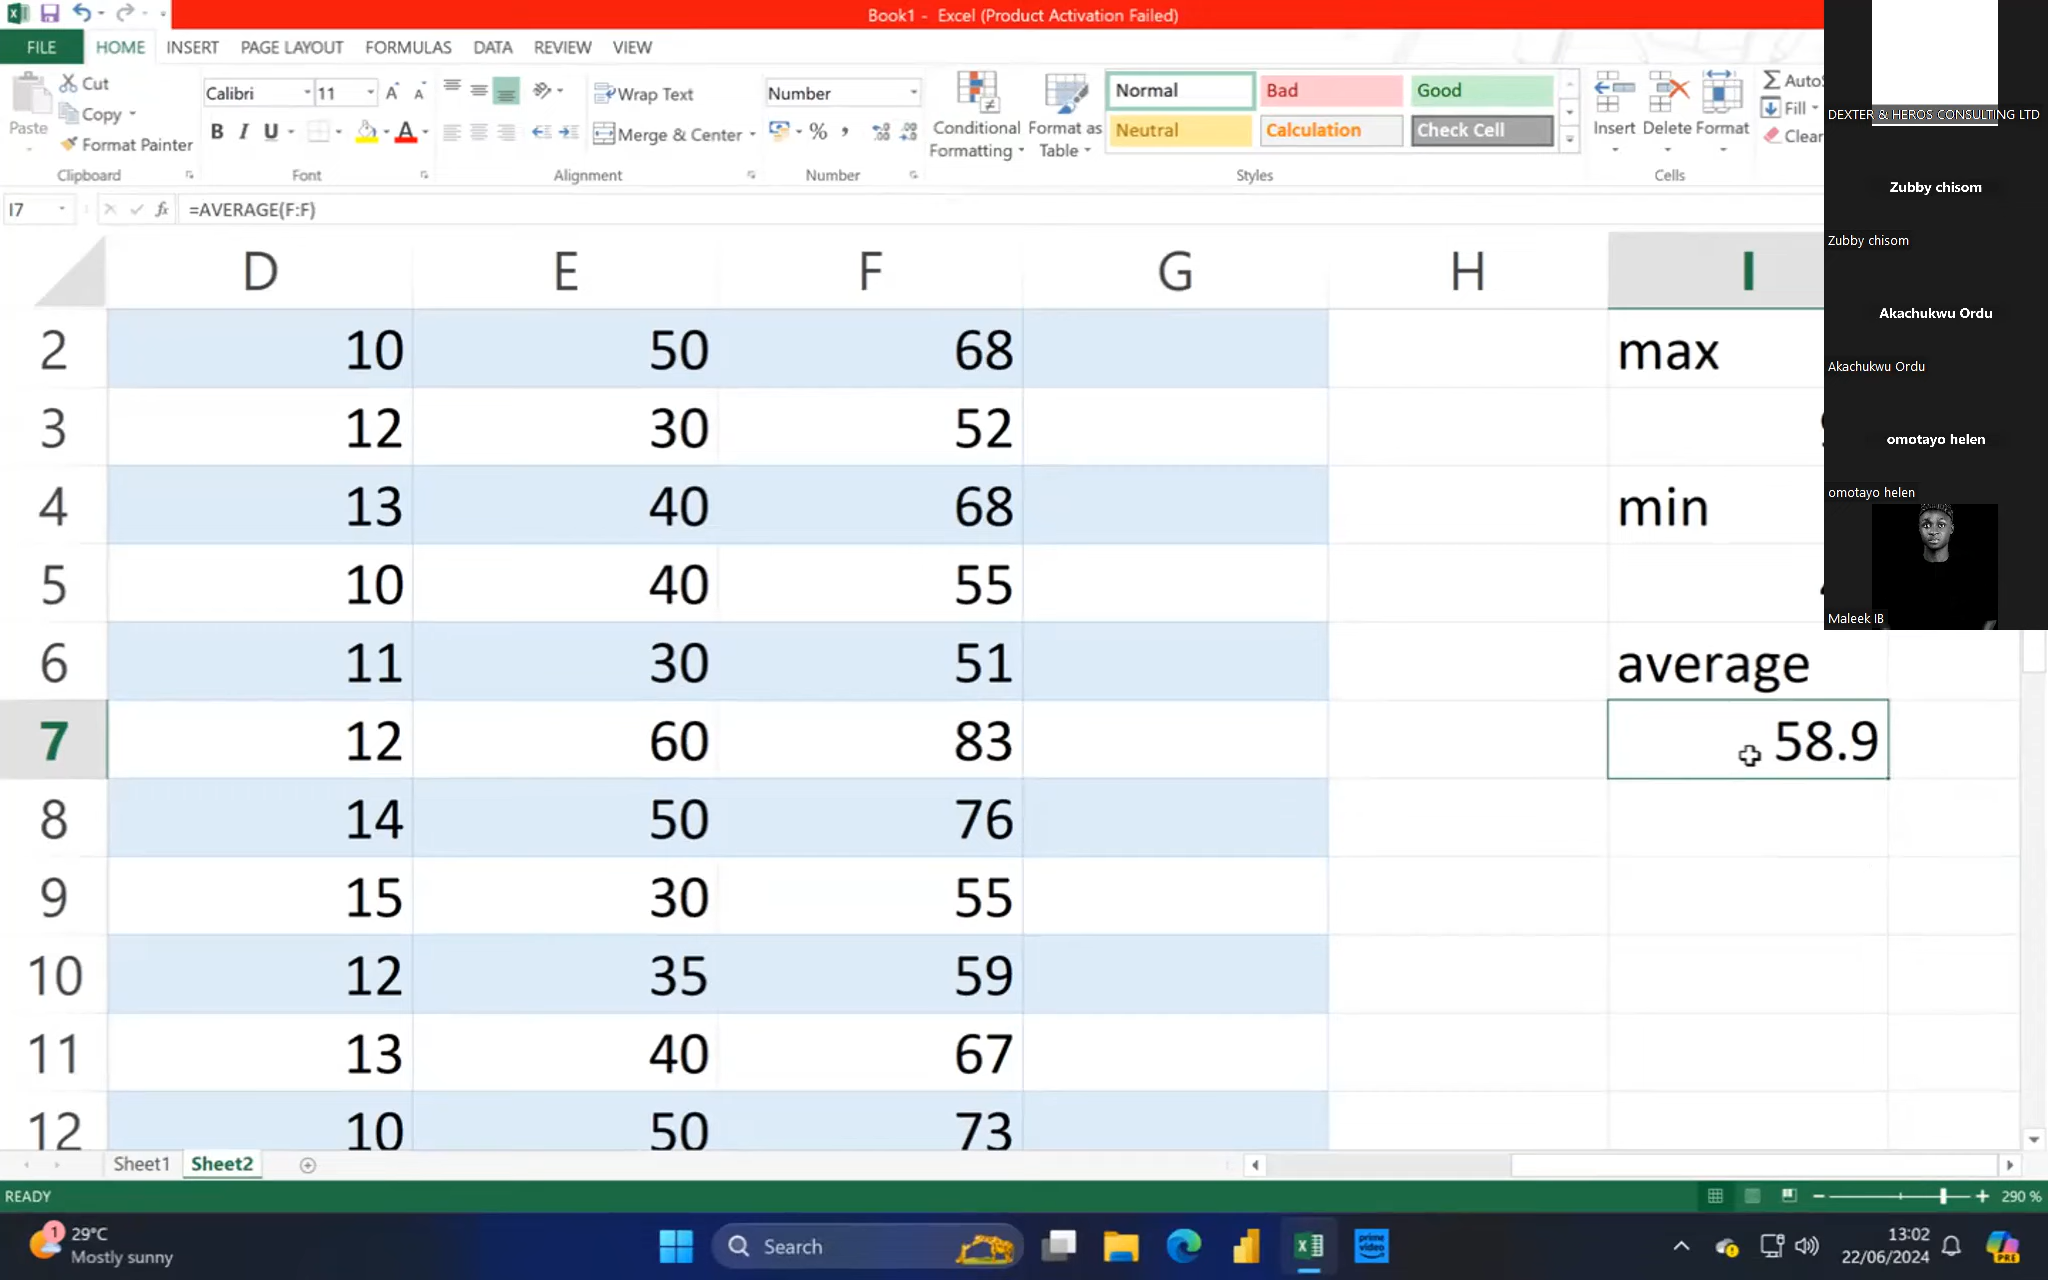 Book1 - Excel (Product Activation Failed)
FILE HOME INSERT PAGE LAYOUT FORMULAS DATA REVIEW VIEW
Paste
Cut
Copy
Format Painter
Clipboard
Calibri 11
B I U A
Font
Wrap Text
Merge & Center
Alignment
Number
%
Number
Conditional Formatting
Format as Table
Normal Bad Good
Neutral Calculation Check Cell
Styles
Insert Delete Format
Cells
Fill
Clear
I7 fx =AVERAGE(F:F)
D E F G H I
2 10 50 68 max
3 12 30 52
4 13 40 68 min
5 10 40 55
6 11 30 51 average
7 12 60 83 58.9
8 14 50 76
9 15 30 55
10 12 35 59
11 13 40 67
12 10 50 73
Sheet1 Sheet2
READY
290 %
DEXTER & HEROS CONSULTING LTD
Zubby chisom
Zubby chisom
Akachukwu Ordu
Akachukwu Ordu
omotayo helen
omotayo helen
Maleek IB
1
29°C
Mostly sunny
Search
prime video
13:02
22/06/2024
PRE